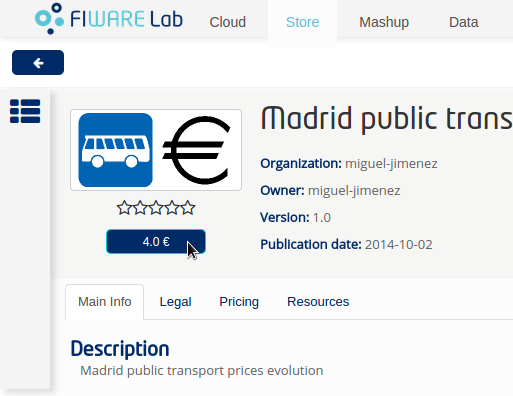 FIWARE Lab Cloud Store Mashup Data
Madrid public trans
Organization: miguel-jimenez
Owner: miguel-jimenez
Version: 1.0
Publication date: 2014-10-02
€
4.0 €
Main Info Legal Pricing Resources
Description
Madrid public transport prices evolution